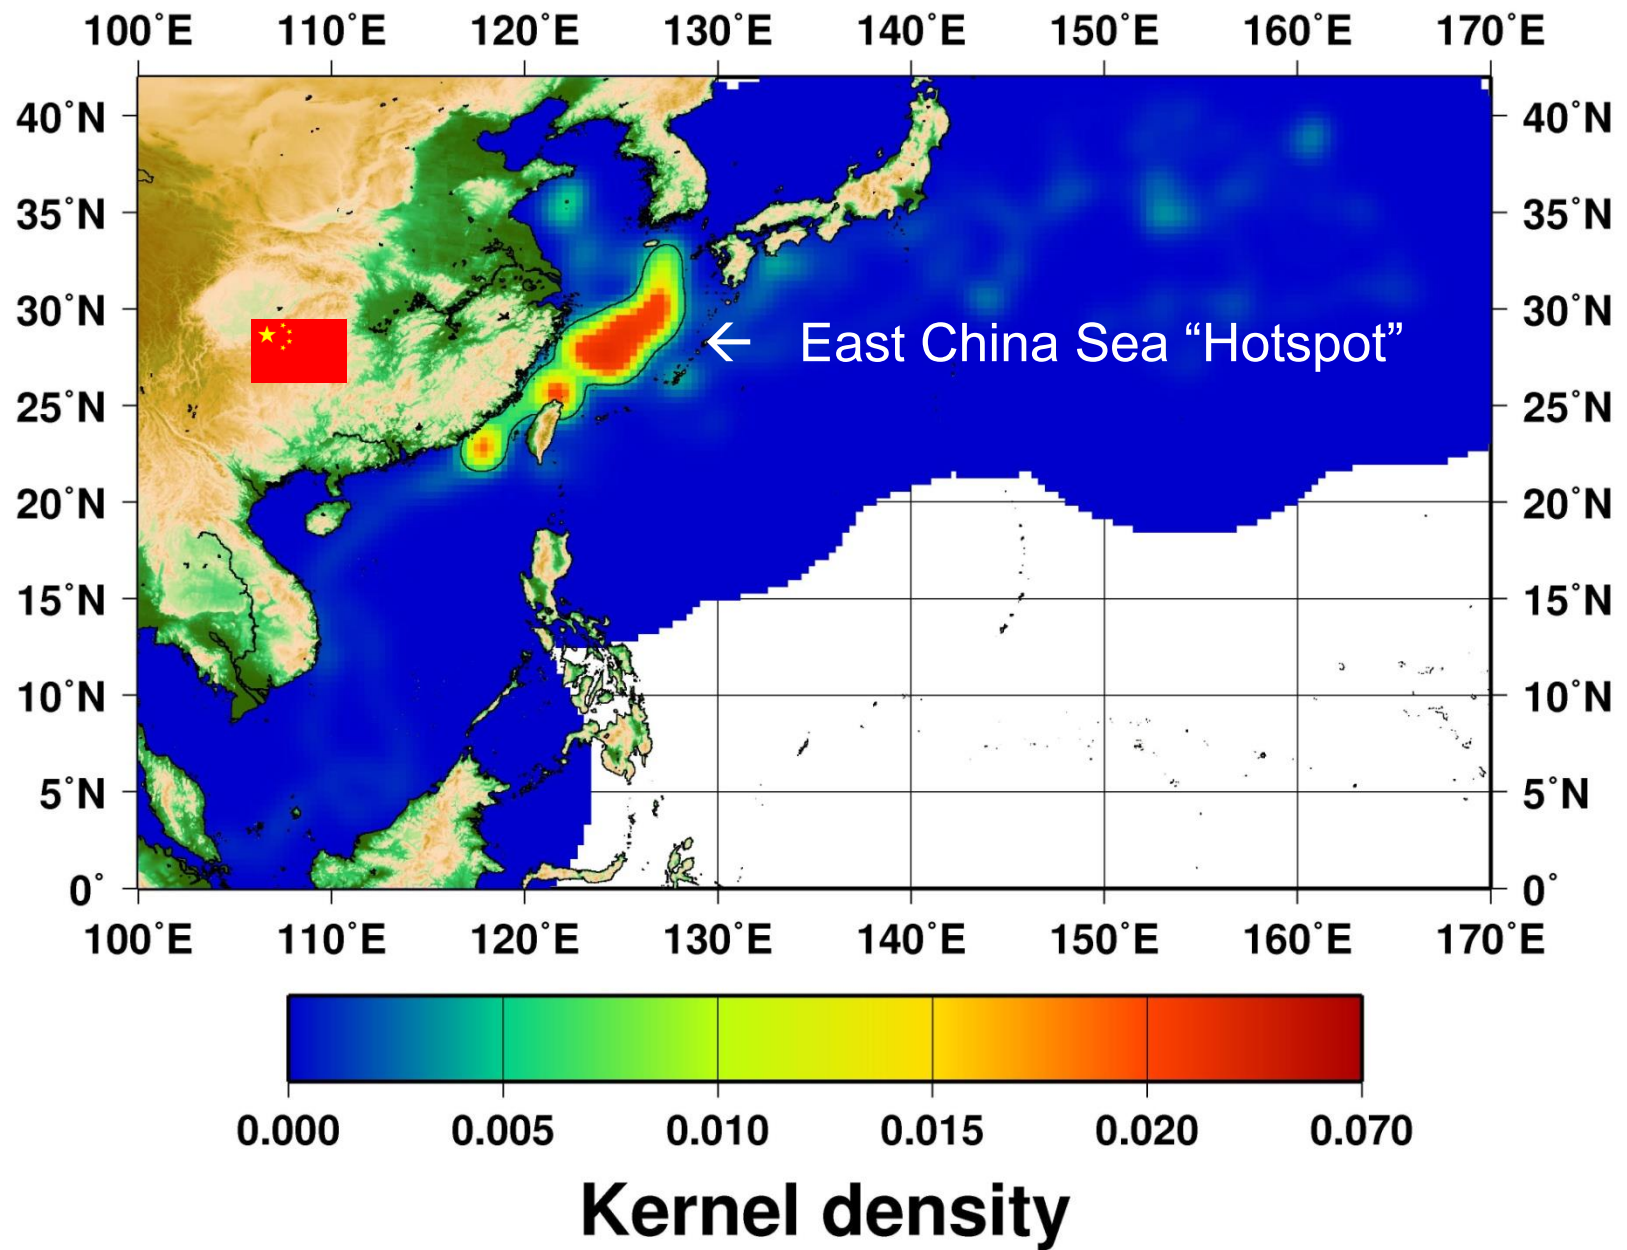 100°E 110°E 120°E 130°E 140°E 150°E 160°E 170°E
40°N 40°N
35°N 35°N
30°N 30°N
← East China Sea “Hotspot”
25°N 25°N
20°N 20°N
15°N 15°N
10°N 10°N
5°N 5°N
0° 0°
100°E 110°E 120°E 130°E 140°E 150°E 160°E 170°E
0.000 0.005 0.010 0.015 0.020 0.070
Kernel density